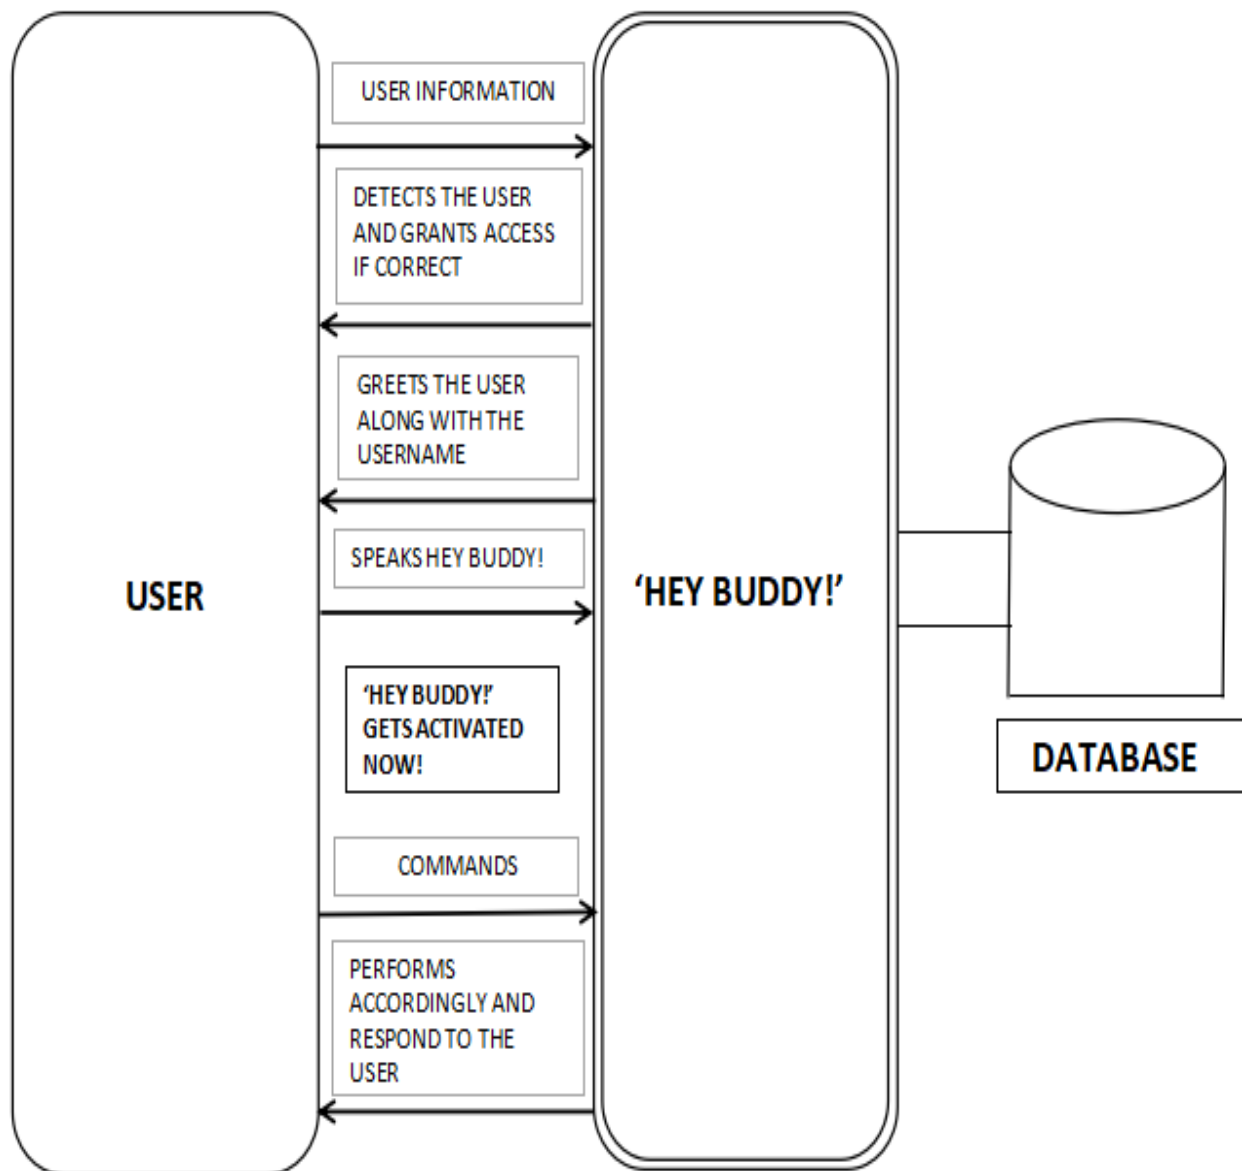 USER INFORMATION
DETECTS THE USER
AND GRANTS ACCESS
IF CORRECT
GREETS THE USER
ALONG WITH THE
USERNAME
SPEAKS HEY BUDDY!
USER
‘HEY BUDDY!’
‘HEY BUDDY!’
GETS ACTIVATED
NOW!
DATABASE
COMMANDS
PERFORMS
ACCORDINGLY AND
RESPOND TO THE
USER